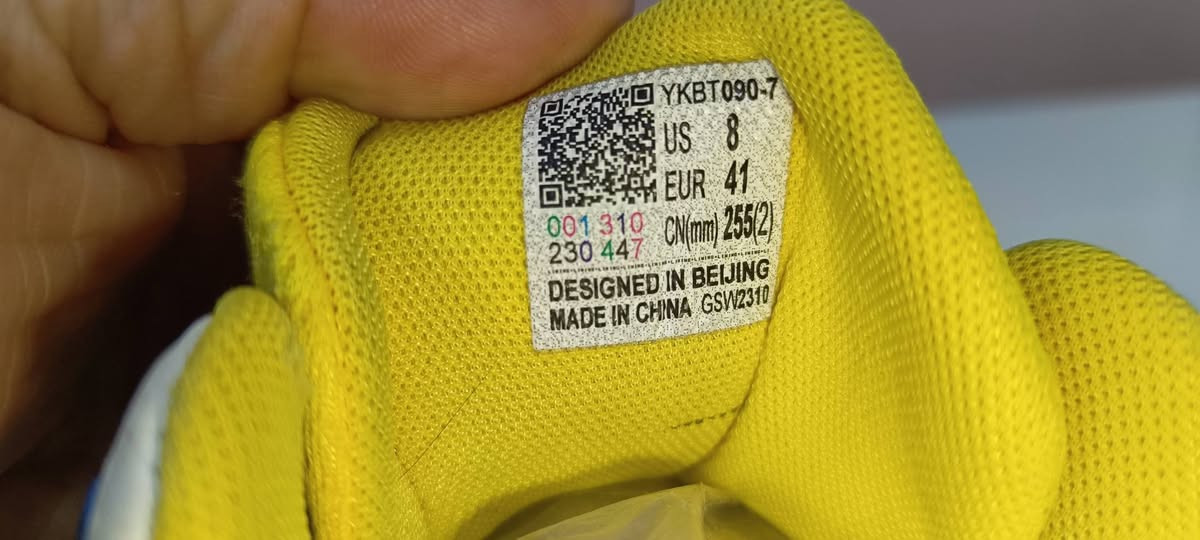 YKBT090-7
US 8
EUR 41
CN(mm) 255(2)
001 310
230 447
DESIGNED IN BEIJING
MADE IN CHINA GSW2310